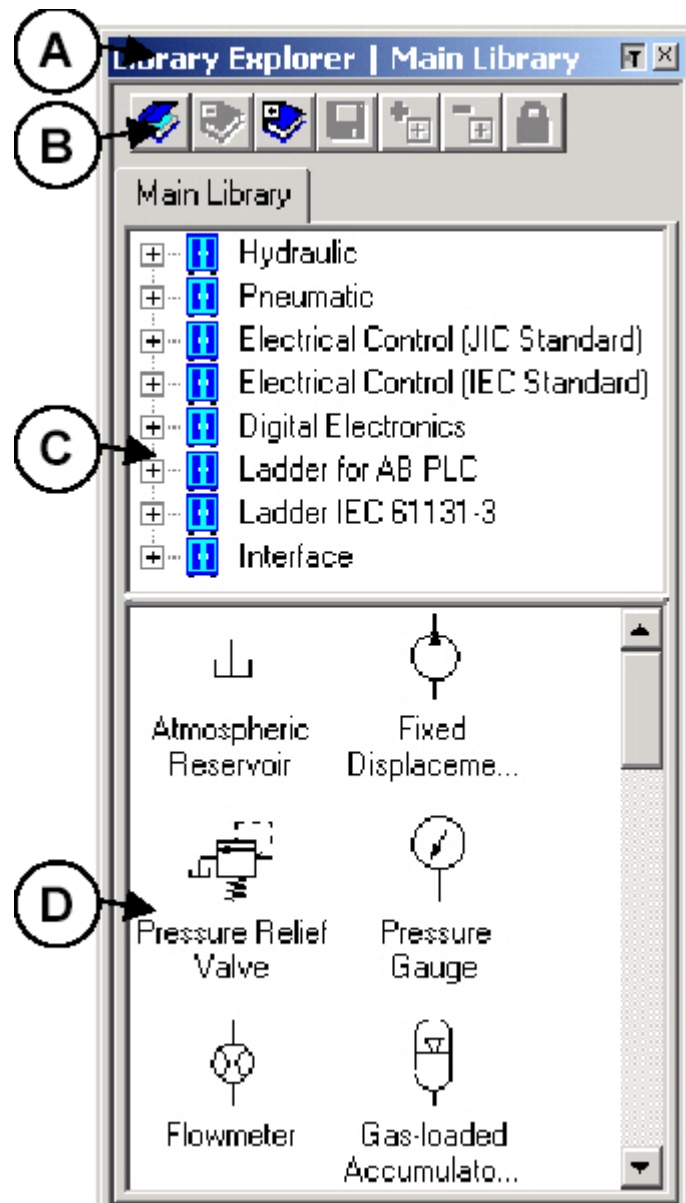 A
Library Explorer | Main Library
B
Main Library
Hydraulic
Pneumatic
Electrical Control (JIC Standard)
Electrical Control (IEC Standard)
Digital Electronics
C
Ladder for AB PLC
Ladder IEC 61131-3
Interface
Atmospheric
Reservoir
Fixed
Displaceme...
D
Pressure Relief
Valve
Pressure
Gauge
Flowmeter
Gas-loaded
Accumulato...